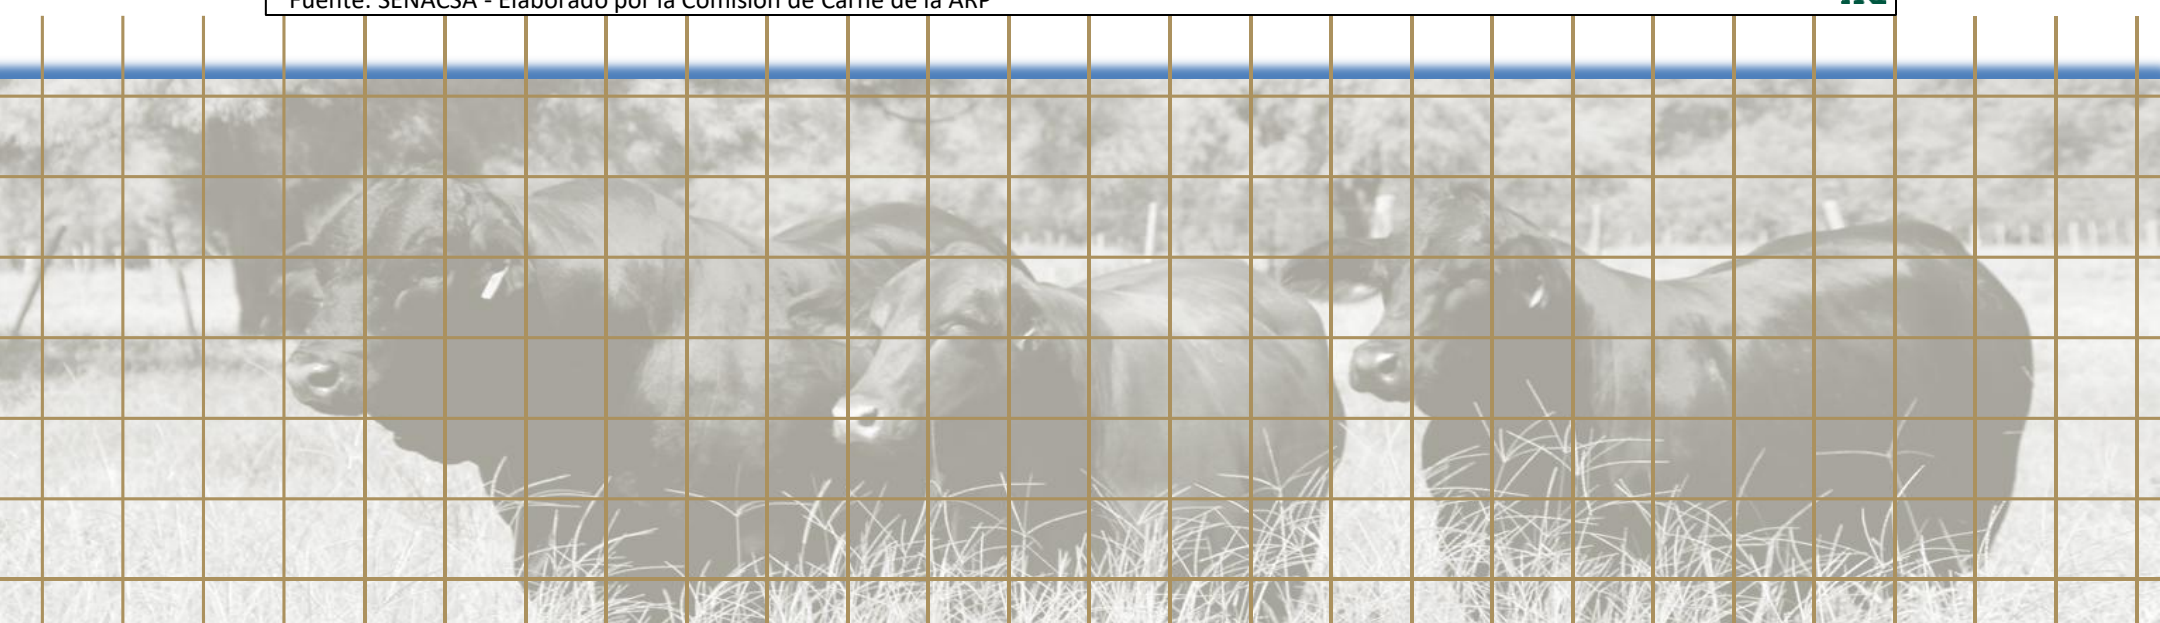 Fuente: SENACSA - Elaborado por la Comisión de Carne de la ARP